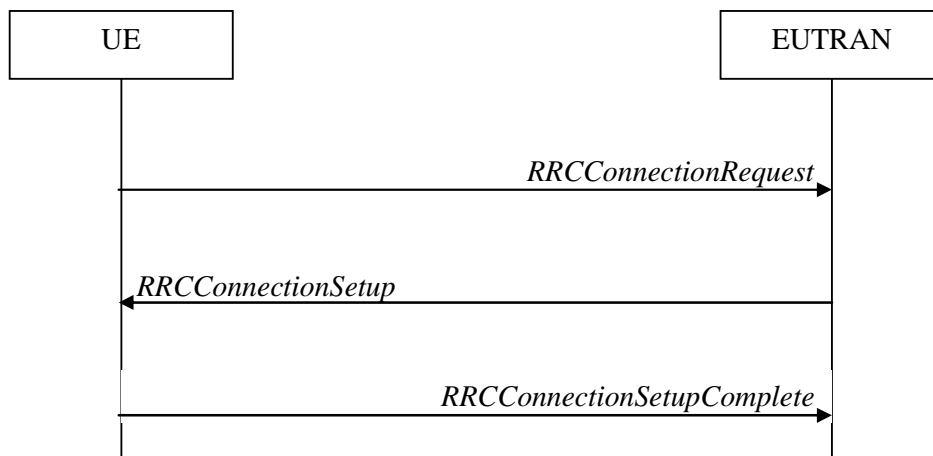 UE
EUTRAN
RRCConnectionRequest
RRCConnectionSetup
RRCConnectionSetupComplete